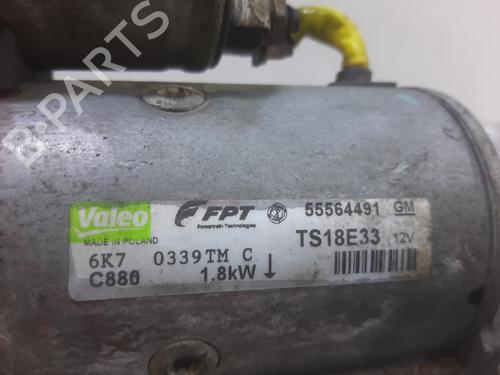 B-PARTS
Valeo
FPT
Powertrain Technologies
55564491 GM
MADE IN POLAND
TS18E33 12V
6K7 0339TM C
C880 1.8kW ↓